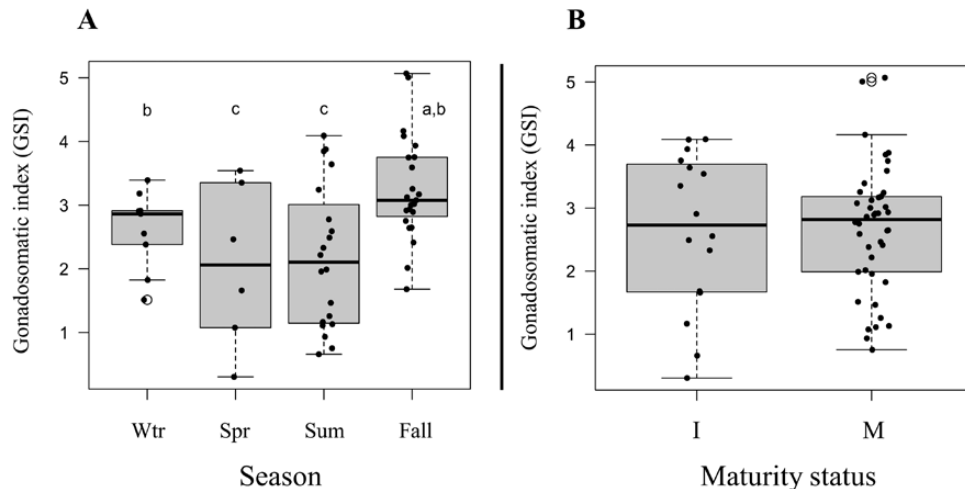 A
Gonadosomatic index (GSI)
5
4
3
2
1
b
c
c
a,b
Wtr
Spr
Sum
Fall
Season
B
Gonadosomatic index (GSI)
5
4
3
2
1
I
M
Maturity status